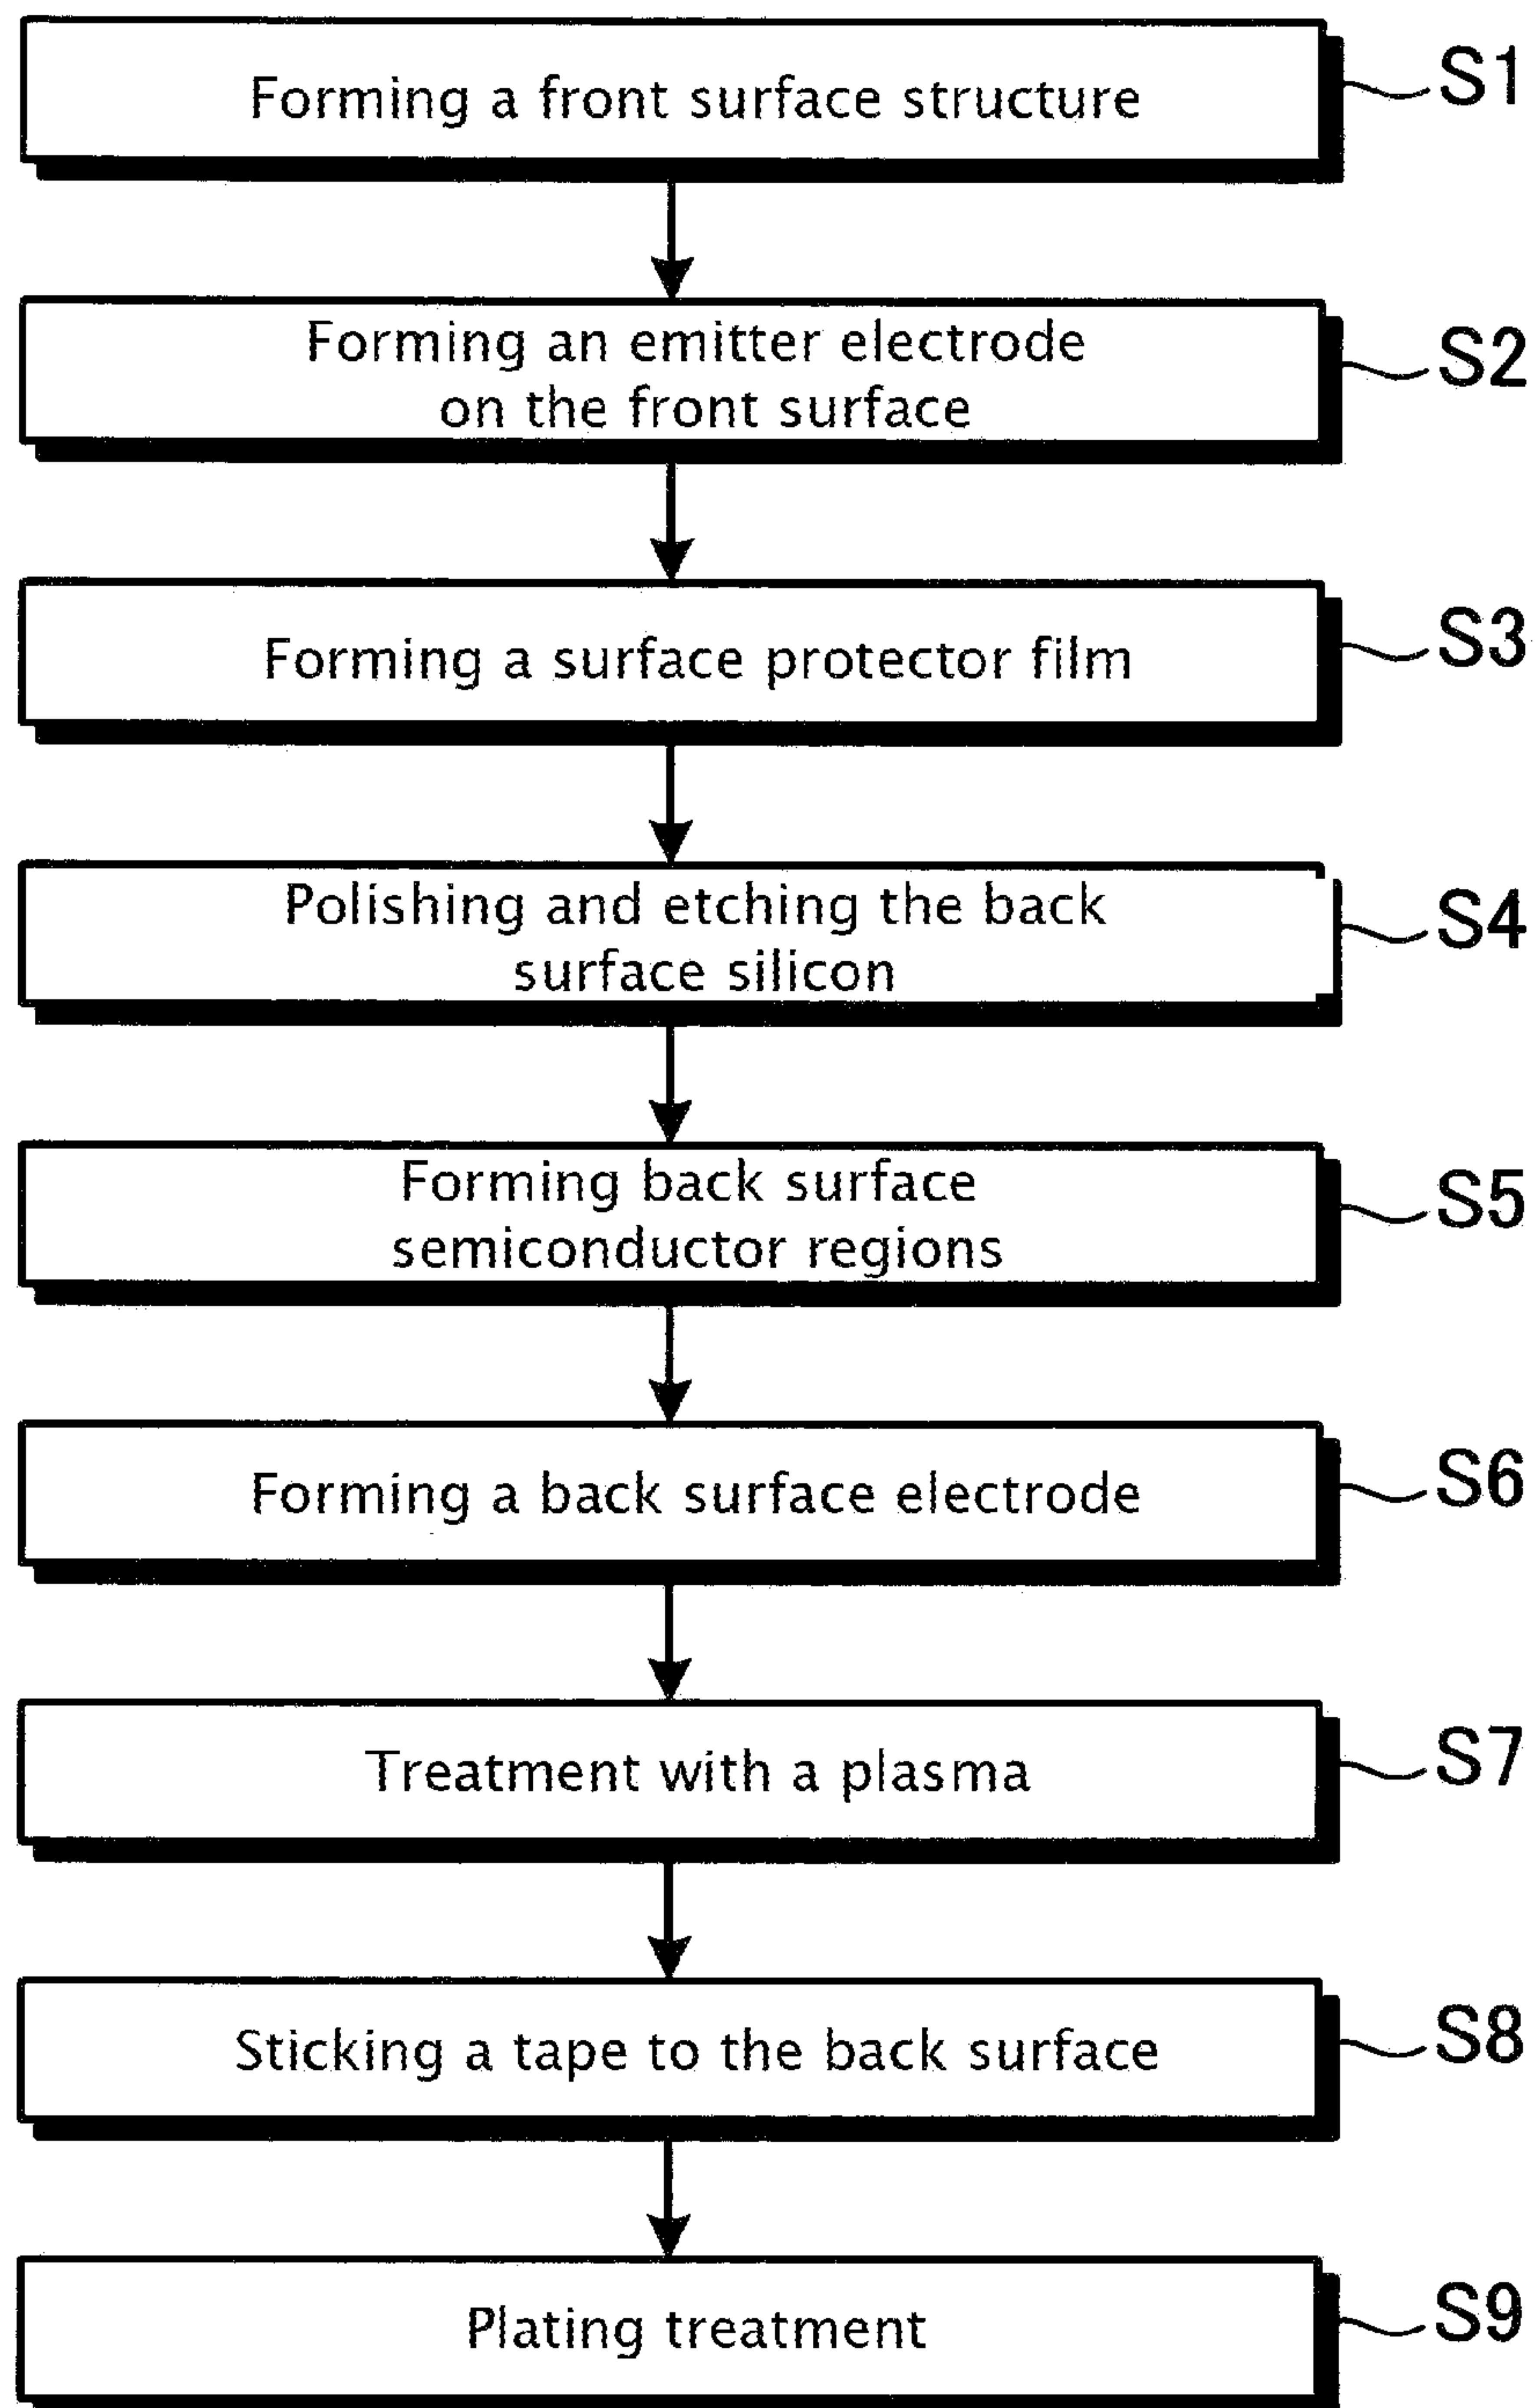 Forming a front surface structure
S1
Forming an emitter electrode
on the front surface
S2
Forming a surface protector film
S3
Polishing and etching the back
surface silicon
S4
Forming back surface
semiconductor regions
S5
Forming a back surface electrode
S6
Treatment with a plasma
S7
Sticking a tape to the back surface
S8
Plating treatment
S9